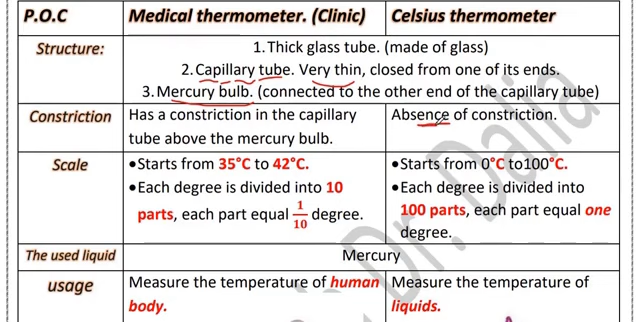 P.O.C Medical thermometer. (Clinic) Celsius thermometer
Structure: 1. Thick glass tube. (made of glass)
2. Capillary tube. Very thin, closed from one of its ends.
3. Mercury bulb. (connected to the other end of the capillary tube)
Constriction Has a constriction in the capillary Absence of constriction.
tube above the mercury bulb.
Scale •Starts from 35°C to 42°C. •Starts from 0°C to100°C.
•Each degree is divided into 10 •Each degree is divided into
parts, each part equal 1/10 degree. 100 parts, each part equal one
degree.
The used liquid Mercury
usage Measure the temperature of human Measure the temperature of
body. liquids.
Dr. Dalia